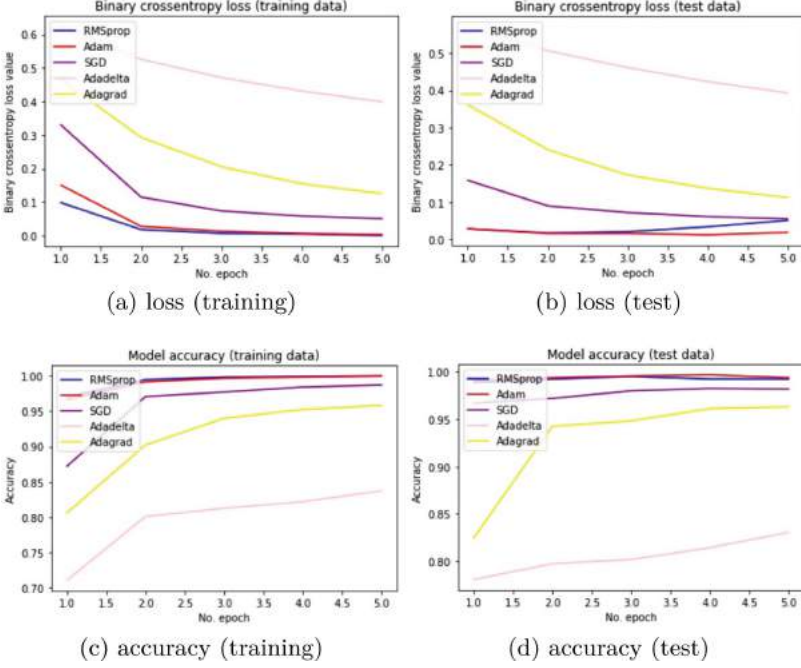 Binary crossentropy loss (training data)
Binary crossentropy loss value
0.6
0.5
0.4
0.3
0.2
0.1
0.0
RMSprop
Adam
SGD
Adadelta
Adagrad
1.0 1.5 2.0 2.5 3.0 3.5 4.0 4.5 5.0
No. epoch
(a) loss (training)
Binary crossentropy loss (test data)
Binary crossentropy loss value
0.5
0.4
0.3
0.2
0.1
0.0
RMSprop
Adam
SGD
Adadelta
Adagrad
1.0 1.5 2.0 2.5 3.0 3.5 4.0 4.5 5.0
No. epoch
(b) loss (test)
Model accuracy (training data)
Accuracy
1.00
0.95
0.90
0.85
0.80
0.75
0.70
RMSprop
Adam
SGD
Adadelta
Adagrad
1.0 1.5 2.0 2.5 3.0 3.5 4.0 4.5 5.0
No. epoch
(c) accuracy (training)
Model accuracy (test data)
Accuracy
1.00
0.95
0.90
0.85
0.80
RMSprop
Adam
SGD
Adadelta
Adagrad
1.0 1.5 2.0 2.5 3.0 3.5 4.0 4.5 5.0
No. epoch
(d) accuracy (test)